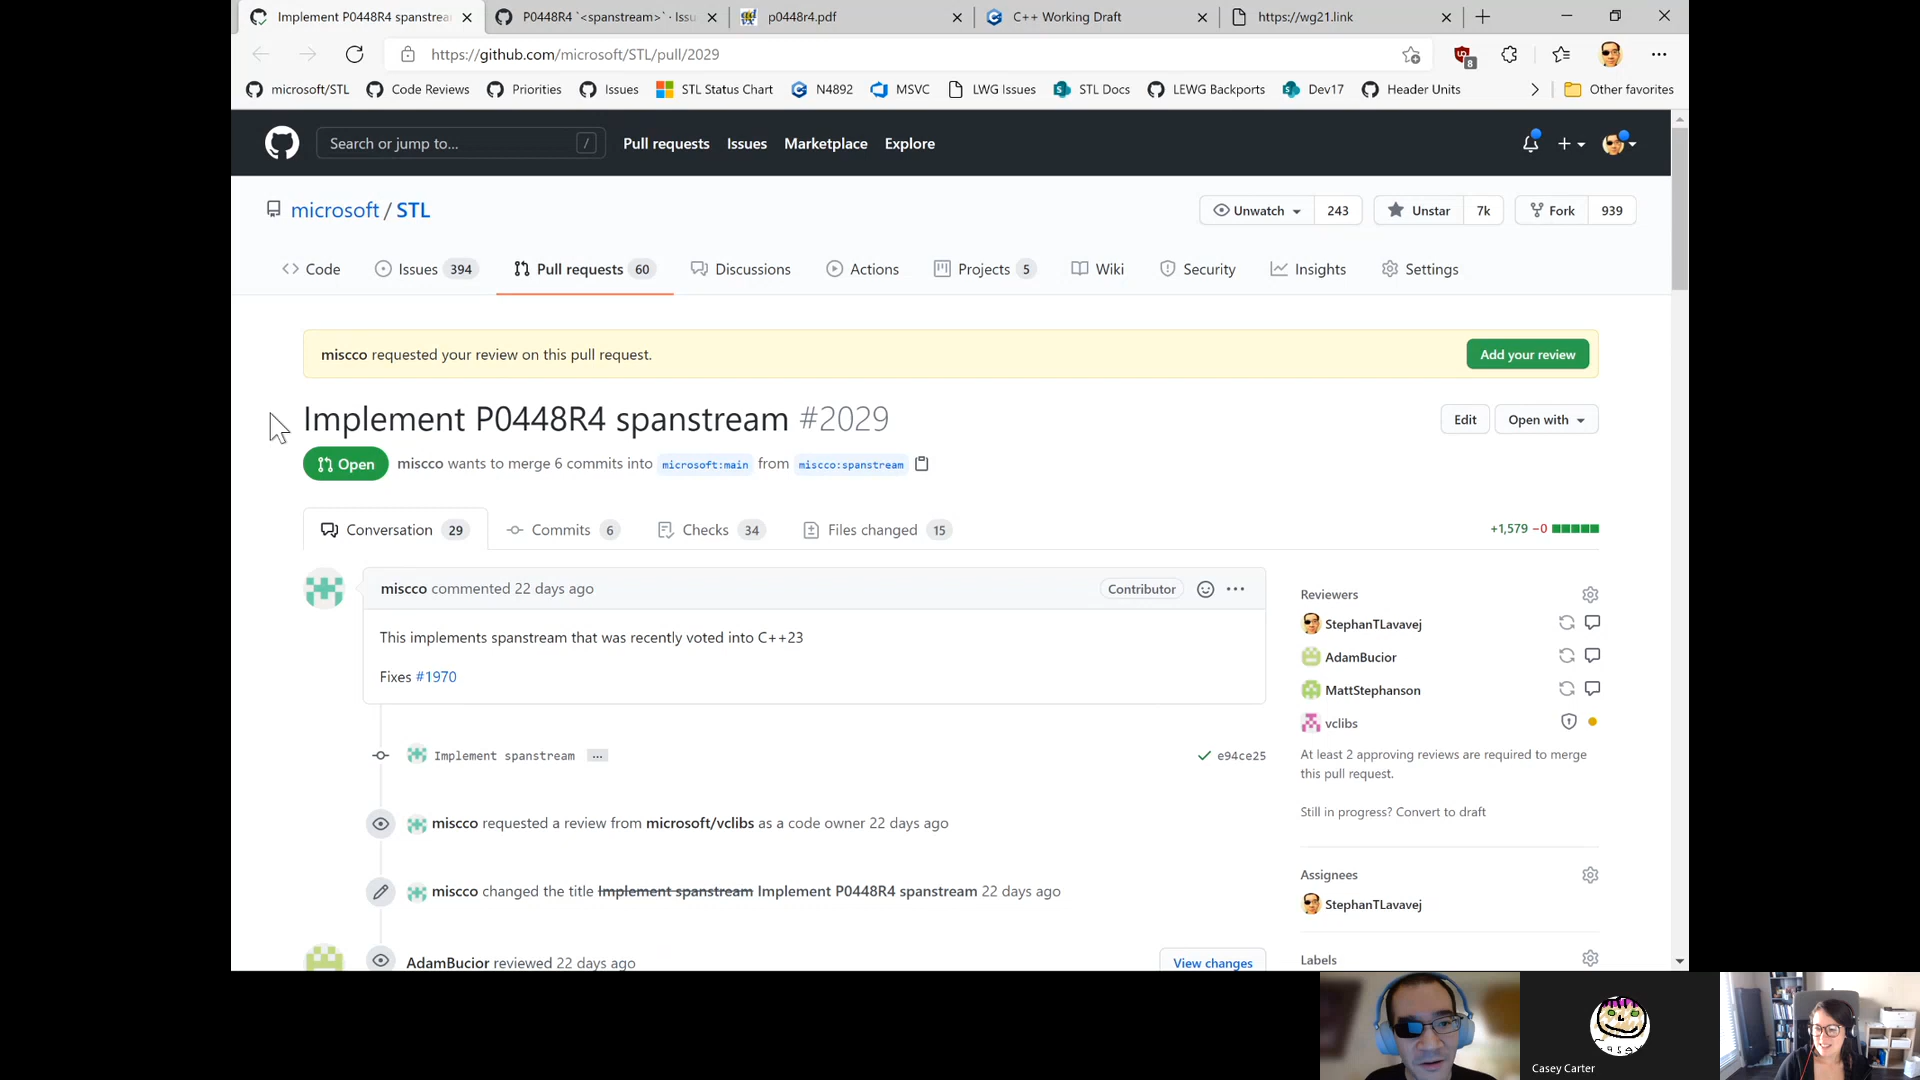 Implement P0448R4 spanstrea
P0448R4 `<spanstream>` · Issu
p0448r4.pdf
C++ Working Draft
https://wg21.link
https://github.com/microsoft/STL/pull/2029
8
microsoft/STL
Code Reviews
Priorities
Issues
STL Status Chart
N4892
MSVC
LWG Issues
STL Docs
LEWG Backports
Dev17
Header Units
Other favorites
Search or jump to...
/
Pull requests
Issues
Marketplace
Explore
microsoft / STL
Unwatch 243
Unstar 7k
Fork 939
Code
Issues 394
Pull requests 60
Discussions
Actions
Projects 5
Wiki
Security
Insights
Settings
miscco requested your review on this pull request.
Add your review
Implement P0448R4 spanstream #2029
Edit
Open with
Open
miscco wants to merge 6 commits into microsoft:main from miscco:spanstream
Conversation 29
Commits 6
Checks 34
Files changed 15
+1,579 −0
miscco commented 22 days ago
Contributor
This implements spanstream that was recently voted into C++23
Fixes #1970
Implement spanstream ...
e94ce25
miscco requested a review from microsoft/vclibs as a code owner 22 days ago
miscco changed the title Implement spanstream Implement P0448R4 spanstream 22 days ago
AdamBucior reviewed 22 days ago
View changes
Reviewers
StephanTLavavej
AdamBucior
MattStephanson
vclibs
At least 2 approving reviews are required to merge
this pull request.
Still in progress? Convert to draft
Assignees
StephanTLavavej
Labels
Casey Carter